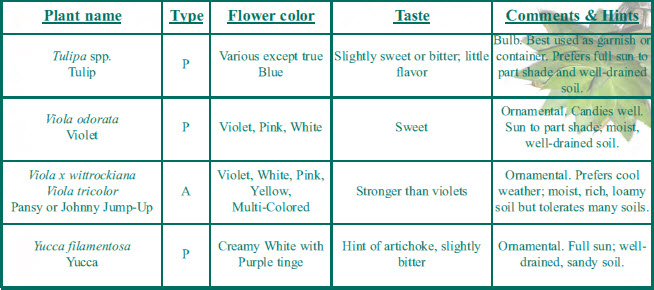 Plant name Type Flower color Taste Comments & Hints
Tulipa spp.
Tulip
P
Various except true
Blue
Slightly sweet or bitter; little
flavor
Bulb. Best used as garnish or
container. Prefers full sun to
part shade and well-drained
soil.
Viola odorata
Violet
P
Violet, Pink, White
Sweet
Ornamental, Candies well.
Sun to part shade; moist,
well-drained soil.
Viola x wittrockiana
Viola tricolor
Pansy or Johnny Jump-Up
A
Violet, White, Pink,
Yellow,
Multi-Colored
Stronger than violets
Ornamental. Prefers cool
weather; moist, rich, loamy
soil but tolerates many soils.
Yucca filamentosa
Yucca
P
Creamy White with
Purple tinge
Hint of artichoke, slightly
bitter
Ornamental. Full sun; well-
drained, sandy soil.